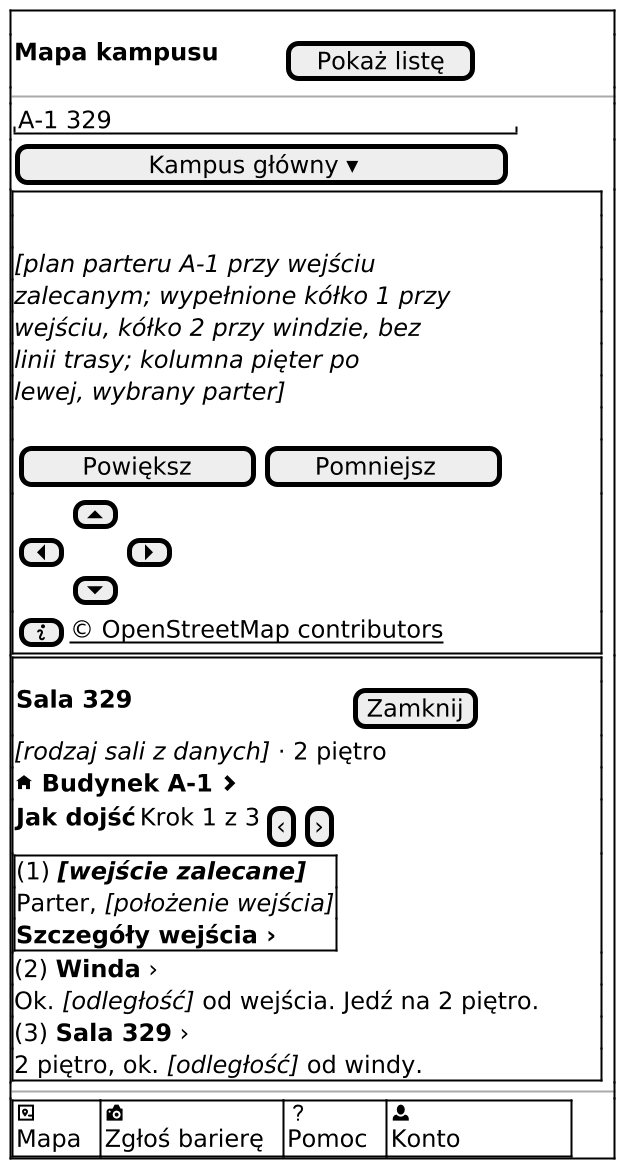 Mapa kampusu
Pokaż listę
A-1 329
Kampus główny ▾
[plan parteru A-1 przy wejściu
zalecanym; wypełnione kółko 1 przy
wejściu, kółko 2 przy windzie, bez
linii trasy; kolumna pięter po
lewej, wybrany parter]
Powiększ Pomniejsz
© OpenStreetMap contributors
Sala 329
Zamknij
[rodzaj sali z danych] · 2 piętro
Budynek A-1 ›
Jak dojść Krok 1 z 3 ‹ ›
(1) [wejście zalecane]
Parter, [położenie wejścia]
Szczegóły wejścia ›
(2) Winda ›
Ok. [odległość] od wejścia. Jedź na 2 piętro.
(3) Sala 329 ›
2 piętro, ok. [odległość] od windy.
?
Mapa Zgłoś barierę Pomoc Konto